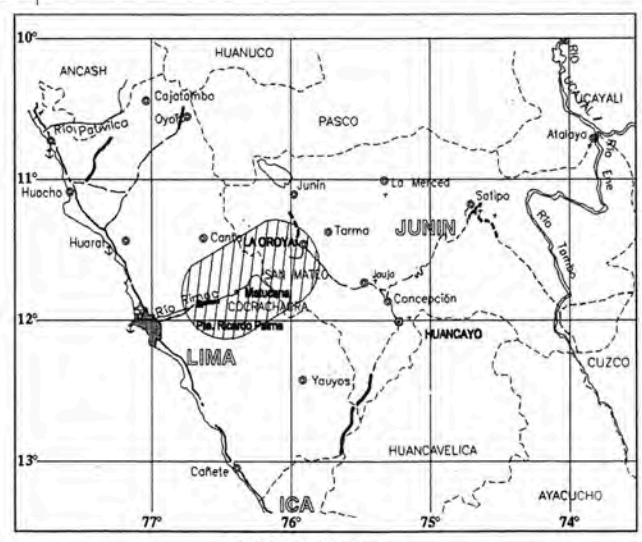 10°
ANCASH
HUANUCO
RIO
UCAYALI
UCAYALI
Cajatambo
Oyon
Río Pativilca
PASCO
Atalaya
Río Ene
11°
Huacho
Junín
La Merced
Satipo
Huaral
Canta
LA OROYA
Tarma
JUNIN
Río Tambo
SAN MATEO
Jauja
Matucana
Río Rimac
COCRACHACRA
Concepción
12°
Pte. Ricardo Palma
HUANCAYO
LIMA
CUZCO
Yauyos
HUANCAVELICA
13°
Cañete
ICA
AYACUCHO
77°
76°
75°
74°